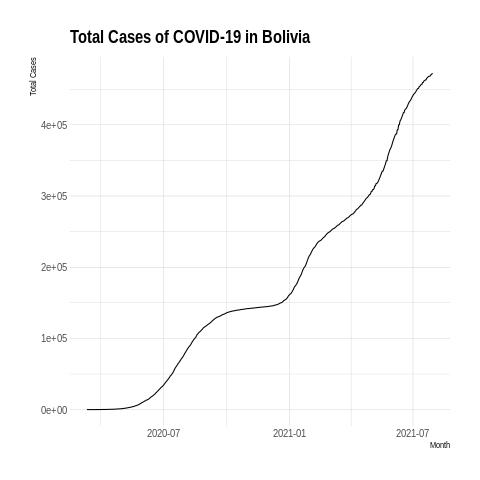 Total Cases of COVID-19 in Bolivia
Total Cases
4e+05
3e+05
2e+05
1e+05
0e+00
2020-07
2021-01
2021-07
Month